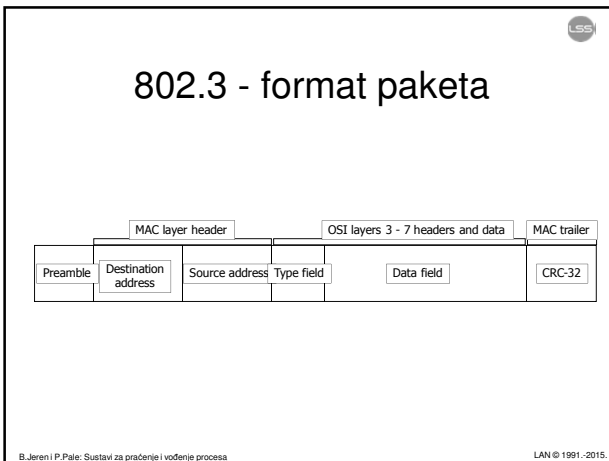 LSS
802.3 - format paketa
MAC layer header OSI layers 3 - 7 headers and data MAC trailer
Preamble Destination address Source address Type field Data field CRC-32
B.Jeren i P.Pale: Sustavi za praćenje i vođenje procesa LAN © 1991.-2015.